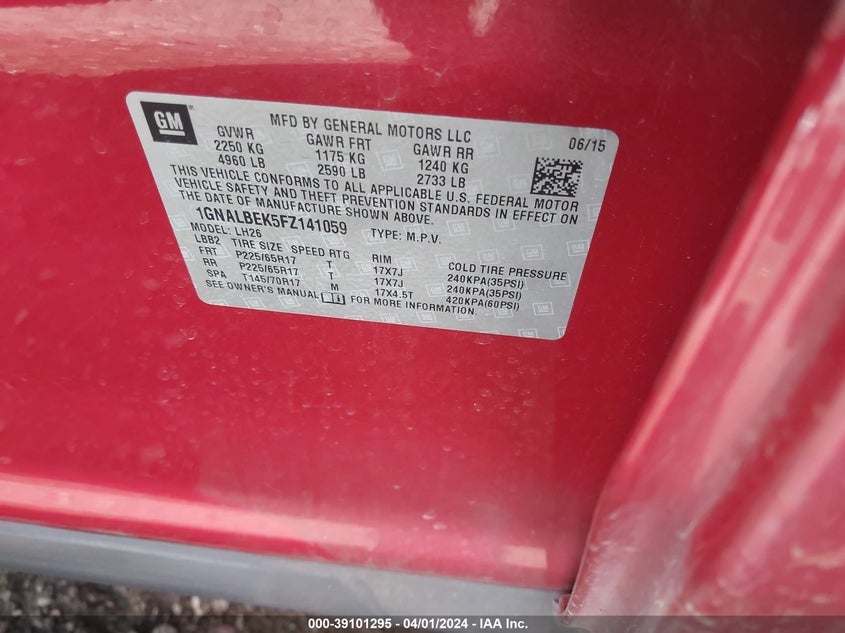 GM
MFD BY GENERAL MOTORS LLC
06/15
GVWR GAWR FRT GAWR RR
2250 KG 1175 KG 1240 KG
4960 LB 2590 LB 2733 LB
THIS VEHICLE CONFORMS TO ALL APPLICABLE U.S. FEDERAL MOTOR
VEHICLE SAFETY AND THEFT PREVENTION STANDARDS IN EFFECT ON
THE DATE OF MANUFACTURE SHOWN ABOVE.
1GNALBEK5FZ141059 TYPE: M.P.V.
MODEL: LH26
LBB2 TIRE SIZE SPEED RTG RIM COLD TIRE PRESSURE
FRT P225/65R17 T 17X7J 240KPA(35PSI)
RR P225/65R17 T 17X7J 240KPA(35PSI)
SPA T145/70R17 M 17X4.5T 420KPA(60PSI)
SEE OWNER'S MANUAL FOR MORE INFORMATION.
000-39101295 - 04/01/2024 - IAA Inc.